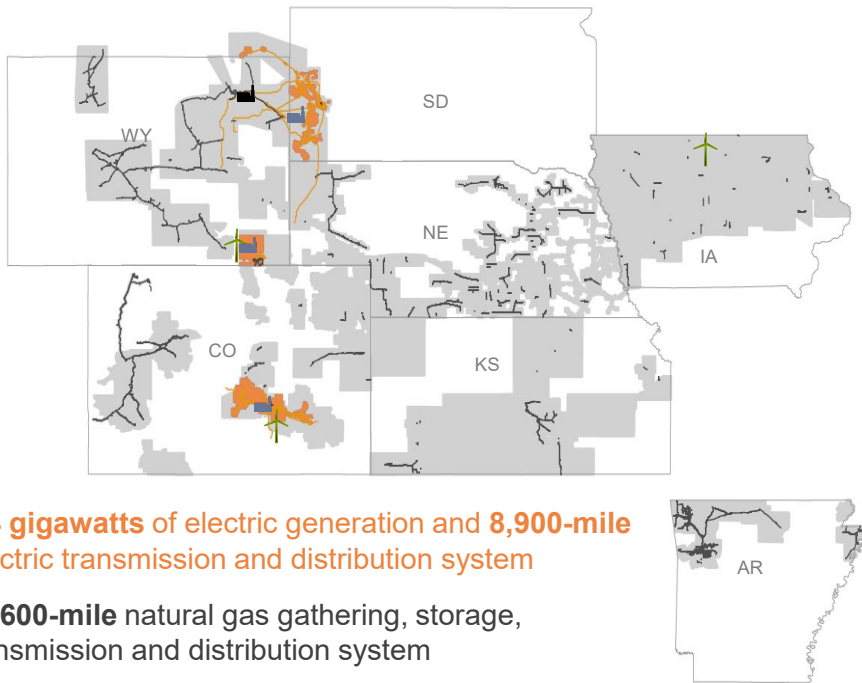 SD
WY
NE
IA
CO
KS
gigawatts of electric generation and 8,900-mile
ctric transmission and distribution system
AR
600-mile natural gas gathering, storage,
nsmission and distribution system